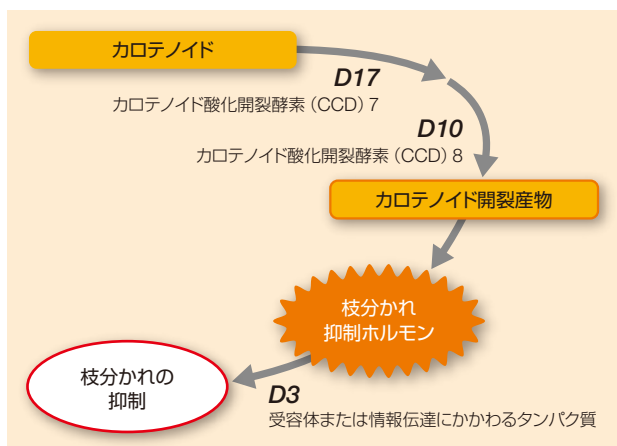 カロテノイド
D17
カロテノイド酸化開裂酵素（CCD）7
D10
カロテノイド酸化開裂酵素（CCD）8
カロテノイド開裂産物
枝分かれ
抑制ホルモン
枝分かれの
抑制
D3
受容体または情報伝達にかかわるタンパク質